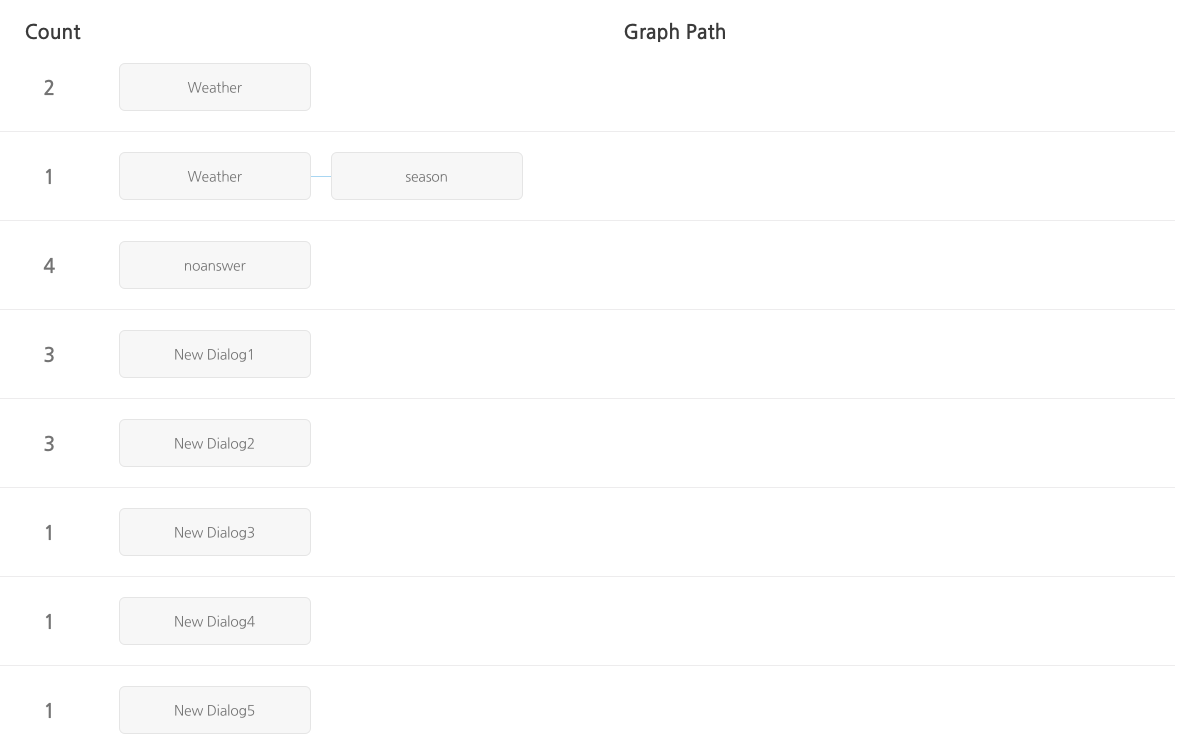 Count Graph Path
2 Weather
1 Weather season
4 noanswer
3 New Dialog1
3 New Dialog2
1 New Dialog3
1 New Dialog4
1 New Dialog5